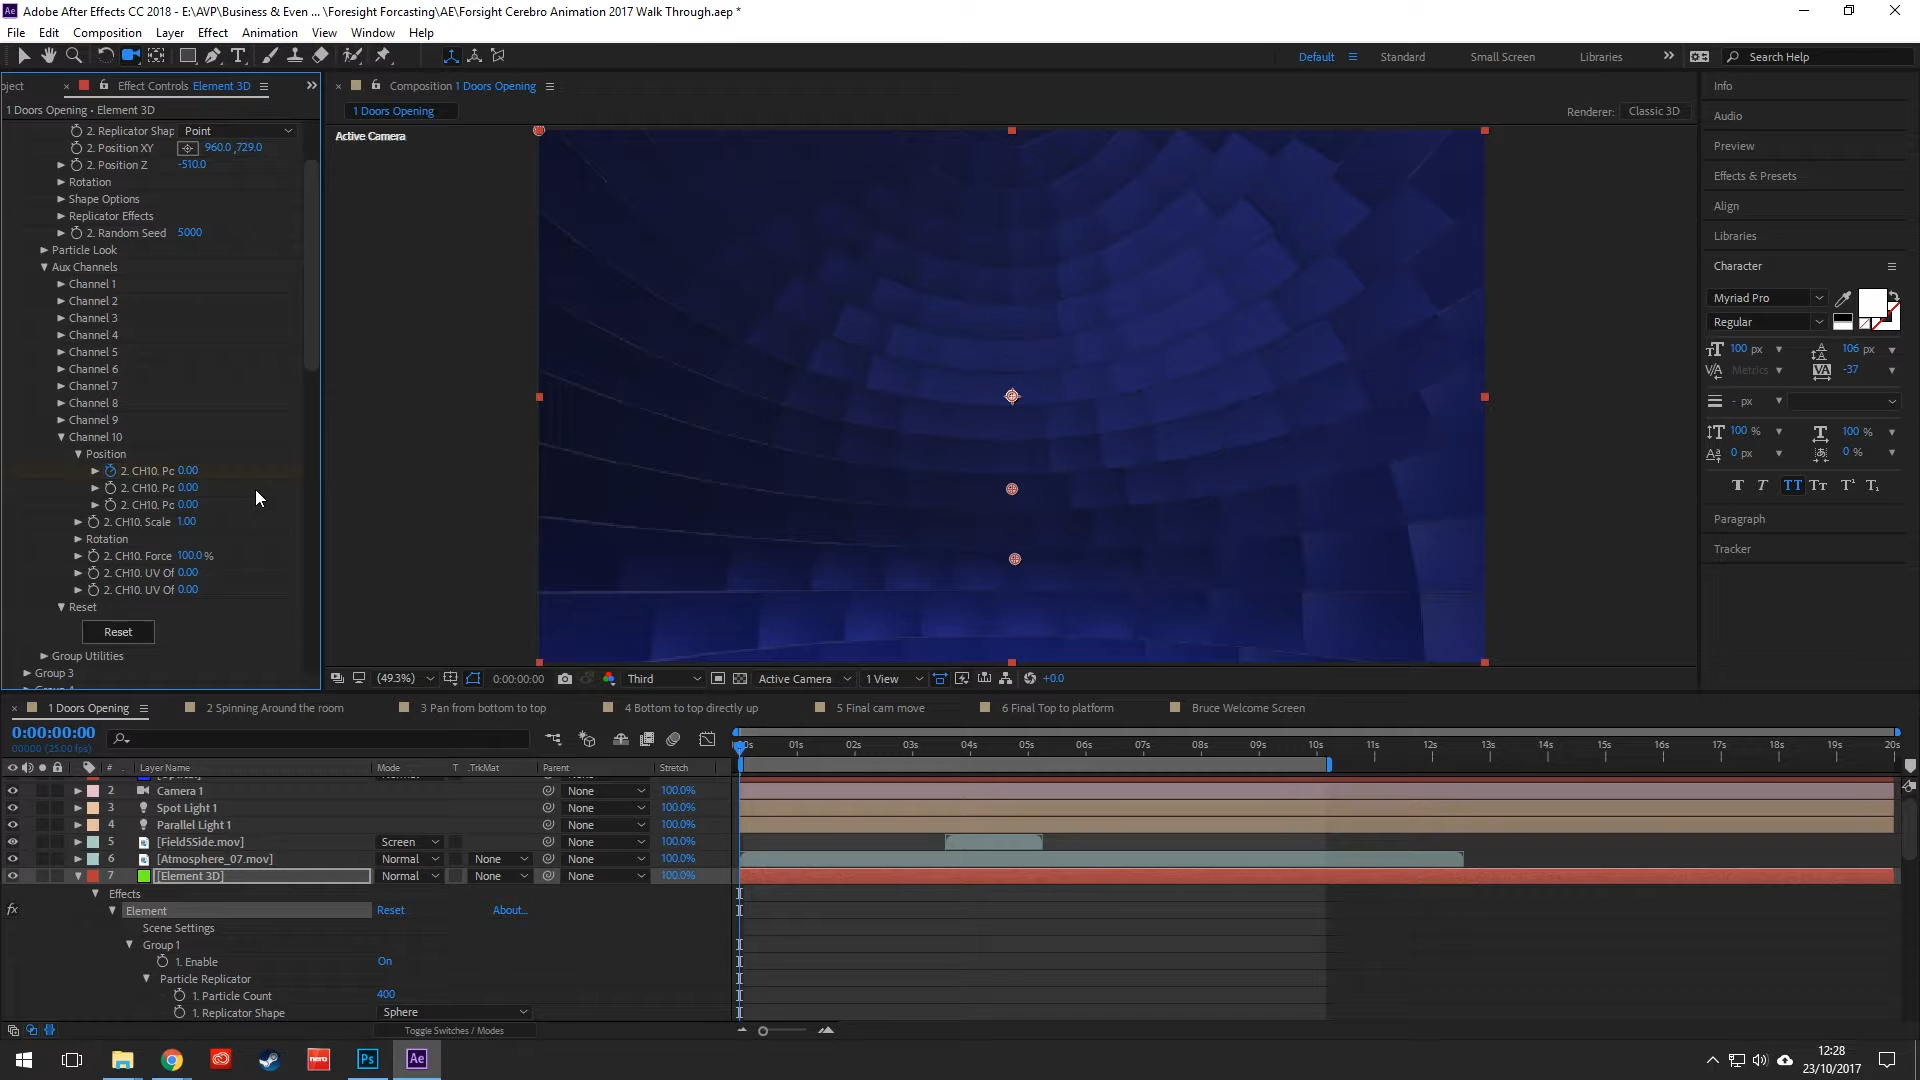 Adobe After Effects CC 2018 - E:\AVP\Business & Even ... \Foresight Forcasting\AE\Forsight Cerebro Animation 2017 Walk Through.aep *
File Edit Composition Layer Effect Animation View Window Help
Default Standard Small Screen Libraries Search Help
oject Effect Controls Element 3D
1 Doors Opening • Element 3D
2. Replicator Shap Point
2. Position XY 960.0 ,729.0
2. Position Z -510.0
Rotation
Shape Options
Replicator Effects
2. Random Seed 5000
Particle Look
Aux Channels
Channel 1
Channel 2
Channel 3
Channel 4
Channel 5
Channel 6
Channel 7
Channel 8
Channel 9
Channel 10
Position
2. CH10. Pc 0.00
2. CH10. Pc 0.00
2. CH10. Pc 0.00
2. CH10. Scale 1.00
Rotation
2. CH10. Force 100.0 %
2. CH10. UV Of 0.00
2. CH10. UV Of 0.00
Reset
Reset
Group Utilities
Group 3
Composition 1 Doors Opening
1 Doors Opening
Renderer: Classic 3D
Active Camera
(49.3%) 0:00:00:00 Third Active Camera 1 View +0.0
Info
Audio
Preview
Effects & Presets
Align
Libraries
Character
Myriad Pro
Regular
100 px 106 px
Metrics -37
- px
100 % 100 %
0 px 0 %
T T TT Tт T¹ T₁
Paragraph
Tracker
1 Doors Opening 2 Spinning Around the room 3 Pan from bottom to top 4 Bottom to top directly up 5 Final cam move 6 Final Top to platform Bruce Welcome Screen
0:00:00:00
00000 (25.00 fps)
00s 01s 02s 03s 04s 05s 06s 07s 08s 09s 10s 11s 12s 13s 14s 15s 16s 17s 18s 19s 20s
# Layer Name Mode T .TrkMat Parent Stretch
2 Camera 1 None 100.0%
3 Spot Light 1 None 100.0%
4 Parallel Light 1 None 100.0%
5 [Field5Side.mov] Screen None 100.0%
6 [Atmosphere_07.mov] Normal None None 100.0%
7 [Element 3D] Normal None None 100.0%
Effects
fx Element Reset About...
Scene Settings
Group 1
1. Enable On
Particle Replicator
1. Particle Count 400
1. Replicator Shape Sphere
Toggle Switches / Modes
nero Ps Ae
12:28
23/10/2017